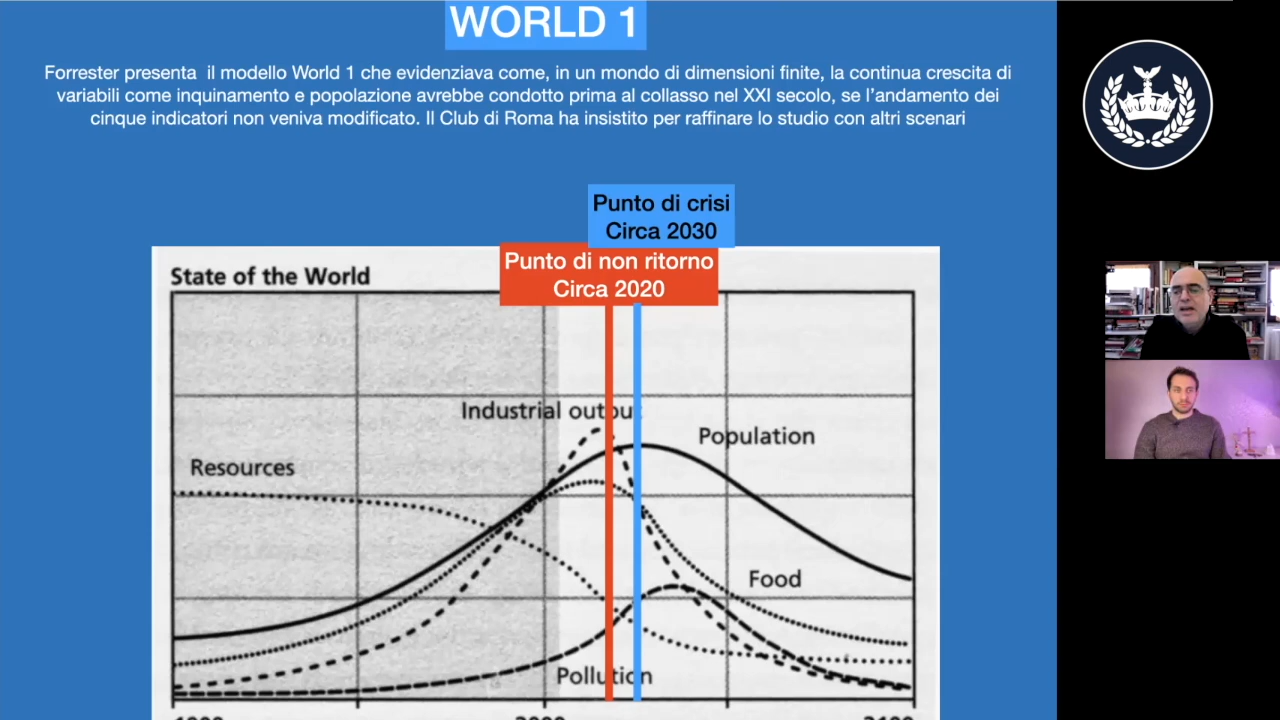 WORLD 1
Forrester presenta il modello World 1 che evidenziava come, in un mondo di dimensioni finite, la continua crescita di
variabili come inquinamento e popolazione avrebbe condotto prima al collasso nel XXI secolo, se l'andamento dei
cinque indicatori non veniva modificato. Il Club di Roma ha insistito per raffinare lo studio con altri scenari
Punto di crisi
Circa 2030
Punto di non ritorno
Circa 2020
State of the World
Industrial output
Population
Resources
Food
Pollution